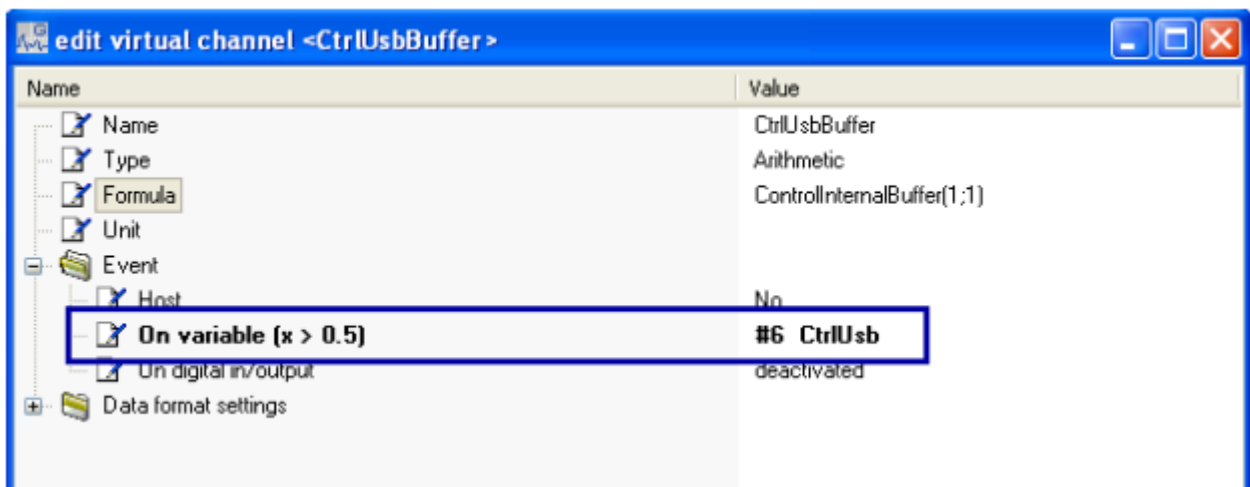 edit virtual channel <CtrlUsbBuffer>
Name Value
Name CtrlUsbBuffer
Type Arithmetic
Formula ControlInternalBuffer(1;1)
Unit
Event
Host No
On variable (x > 0.5) #6 CtrlUsb
On digital in/output deactivated
Data format settings